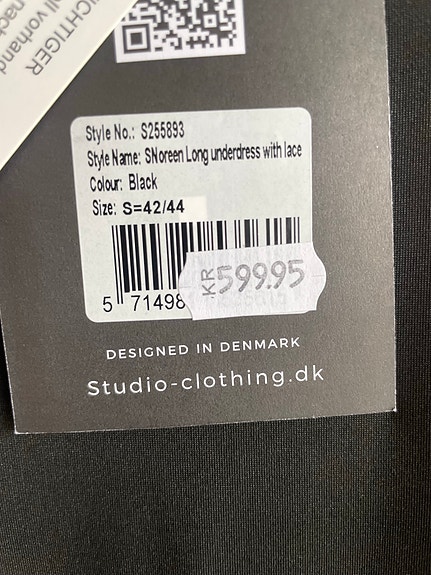 WICHTIGER
Style No.: S255893
Style Name: SNoreen Long underdress with lace
Colour: Black
Size: S=42/44
5 71498
KR 599.95
DESIGNED IN DENMARK
Studio-clothing.dk